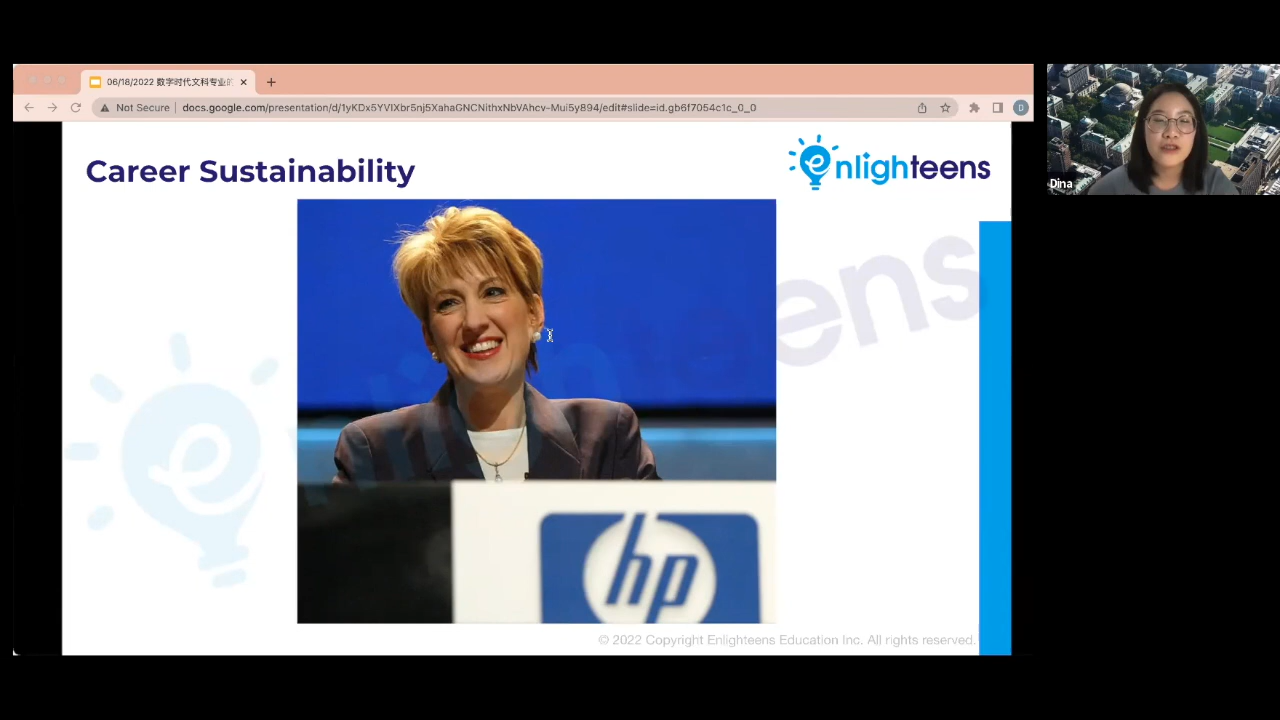 06/18/2022 数字时代文科专业的
Not Secure | docs.google.com/presentation/d/1yKDx5YVIXbr5nj5XahaGNCNithxNbVAhcv-Mui5y894/edit#slide=id.gb6f7054c1c_0_0
D
Career Sustainability
enlighteens
Dina
enlighteens
hp
© 2022 Copyright Enlighteens Education Inc. All rights reserved.